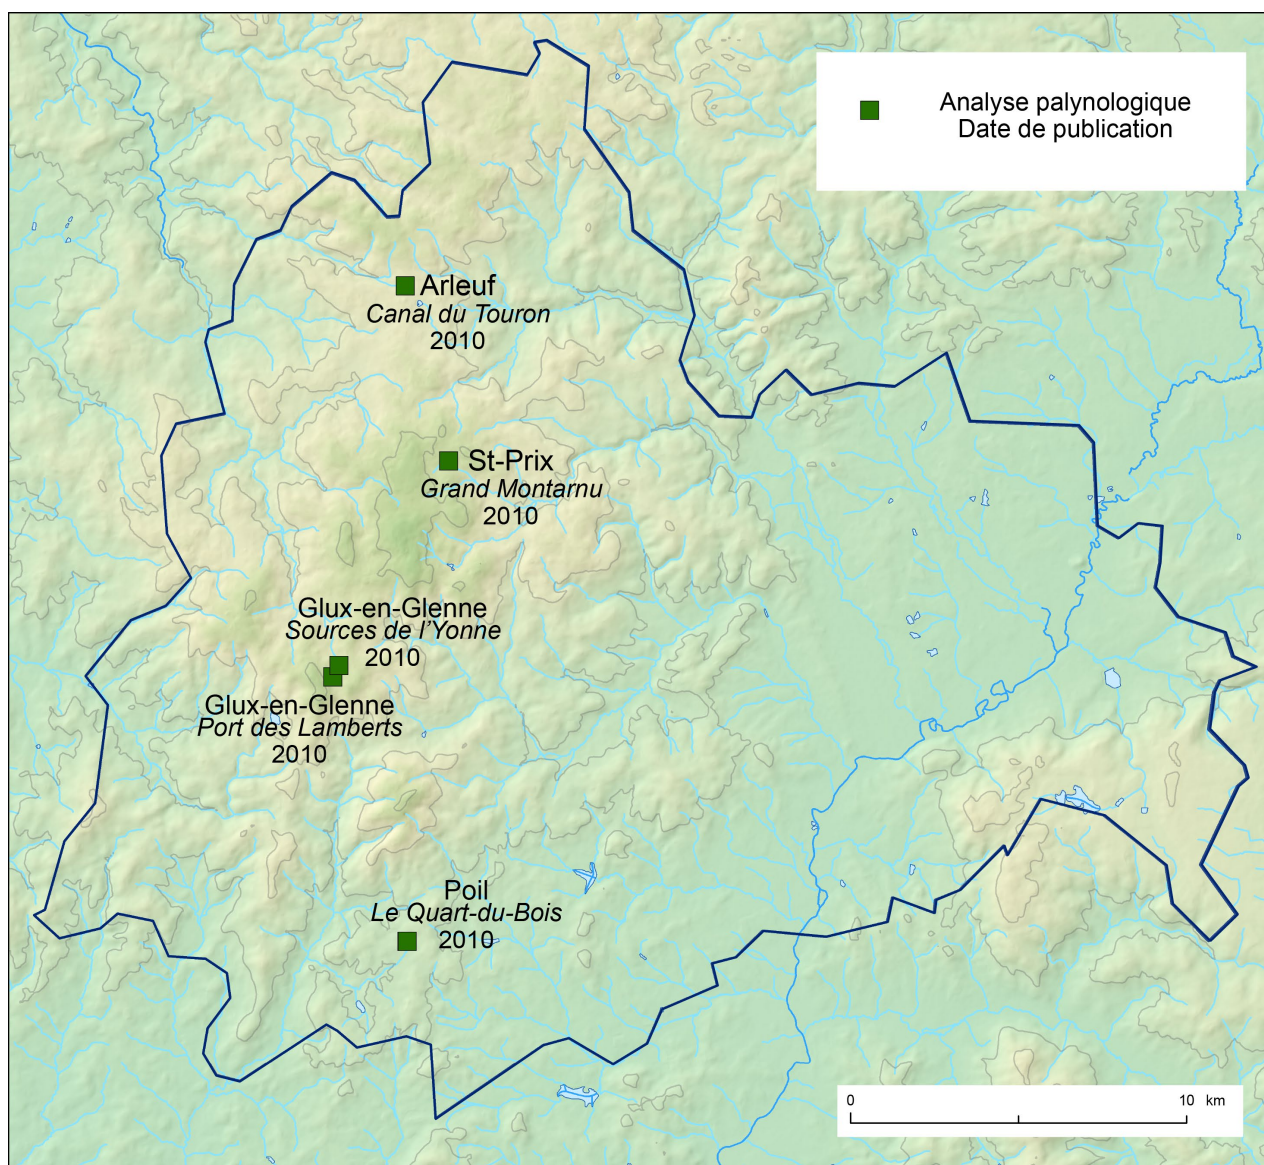 Analyse palynologique
Date de publication
Arleuf
Canal du Touron
2010
St-Prix
Grand Montarnu
2010
Glux-en-Glenne
Sources de l'Yonne
2010
Glux-en-Glenne
Port des Lamberts
2010
Poil
Le Quart-du-Bois
2010
0 10 km